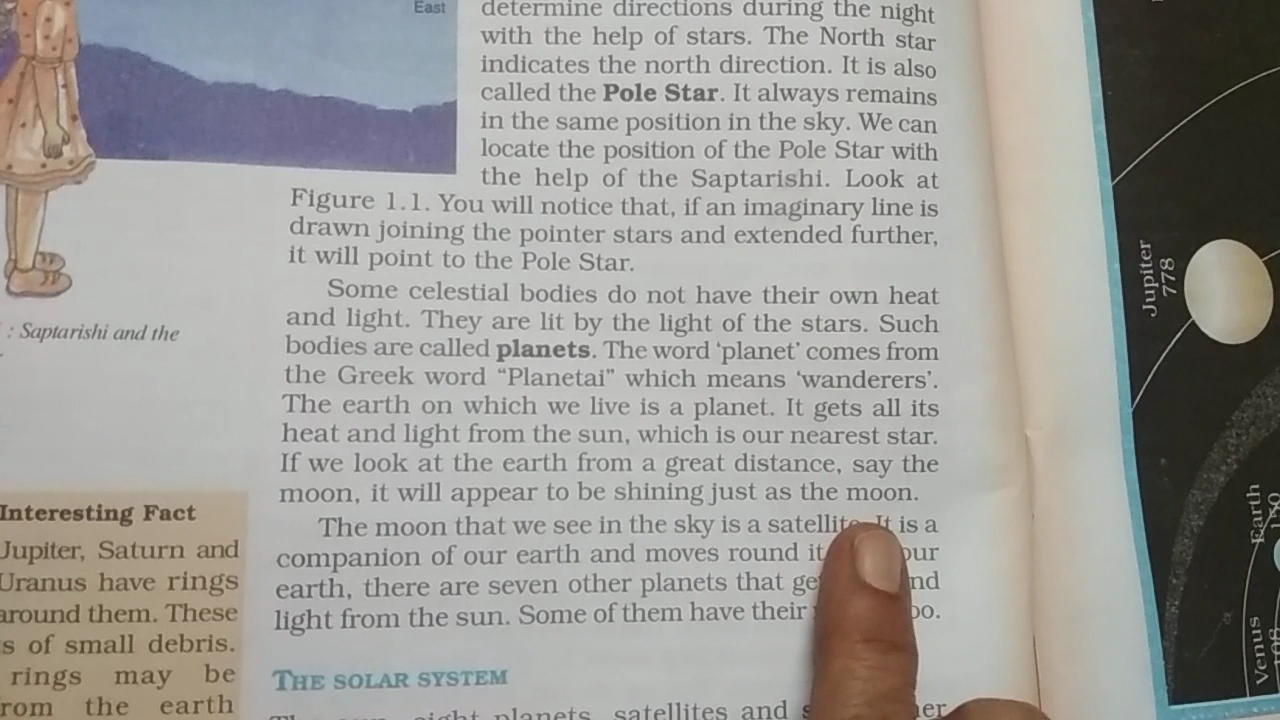 East
determine directions during the night
with the help of stars. The North star
indicates the north direction. It is also
called the Pole Star. It always remains
in the same position in the sky. We can
locate the position of the Pole Star with
the help of the Saptarishi. Look at
Figure 1.1. You will notice that, if an imaginary line is
drawn joining the pointer stars and extended further,
it will point to the Pole Star.
Some celestial bodies do not have their own heat
and light. They are lit by the light of the stars. Such
bodies are called planets. The word ‘planet’ comes from
the Greek word “Planetai” which means ‘wanderers’.
The earth on which we live is a planet. It gets all its
heat and light from the sun, which is our nearest star.
If we look at the earth from a great distance, say the
moon, it will appear to be shining just as the moon.
The moon that we see in the sky is a satellite. It is a
companion of our earth and moves round it our
earth, there are seven other planets that
light from the sun. Some of them have their
THE SOLAR SYSTEM
eight planets, satellites and
: Saptarishi and the
Interesting Fact
Jupiter, Saturn and
Uranus have rings
around them. These
of small debris.
rings may be
the earth
Jupiter
778
Earth
Venus